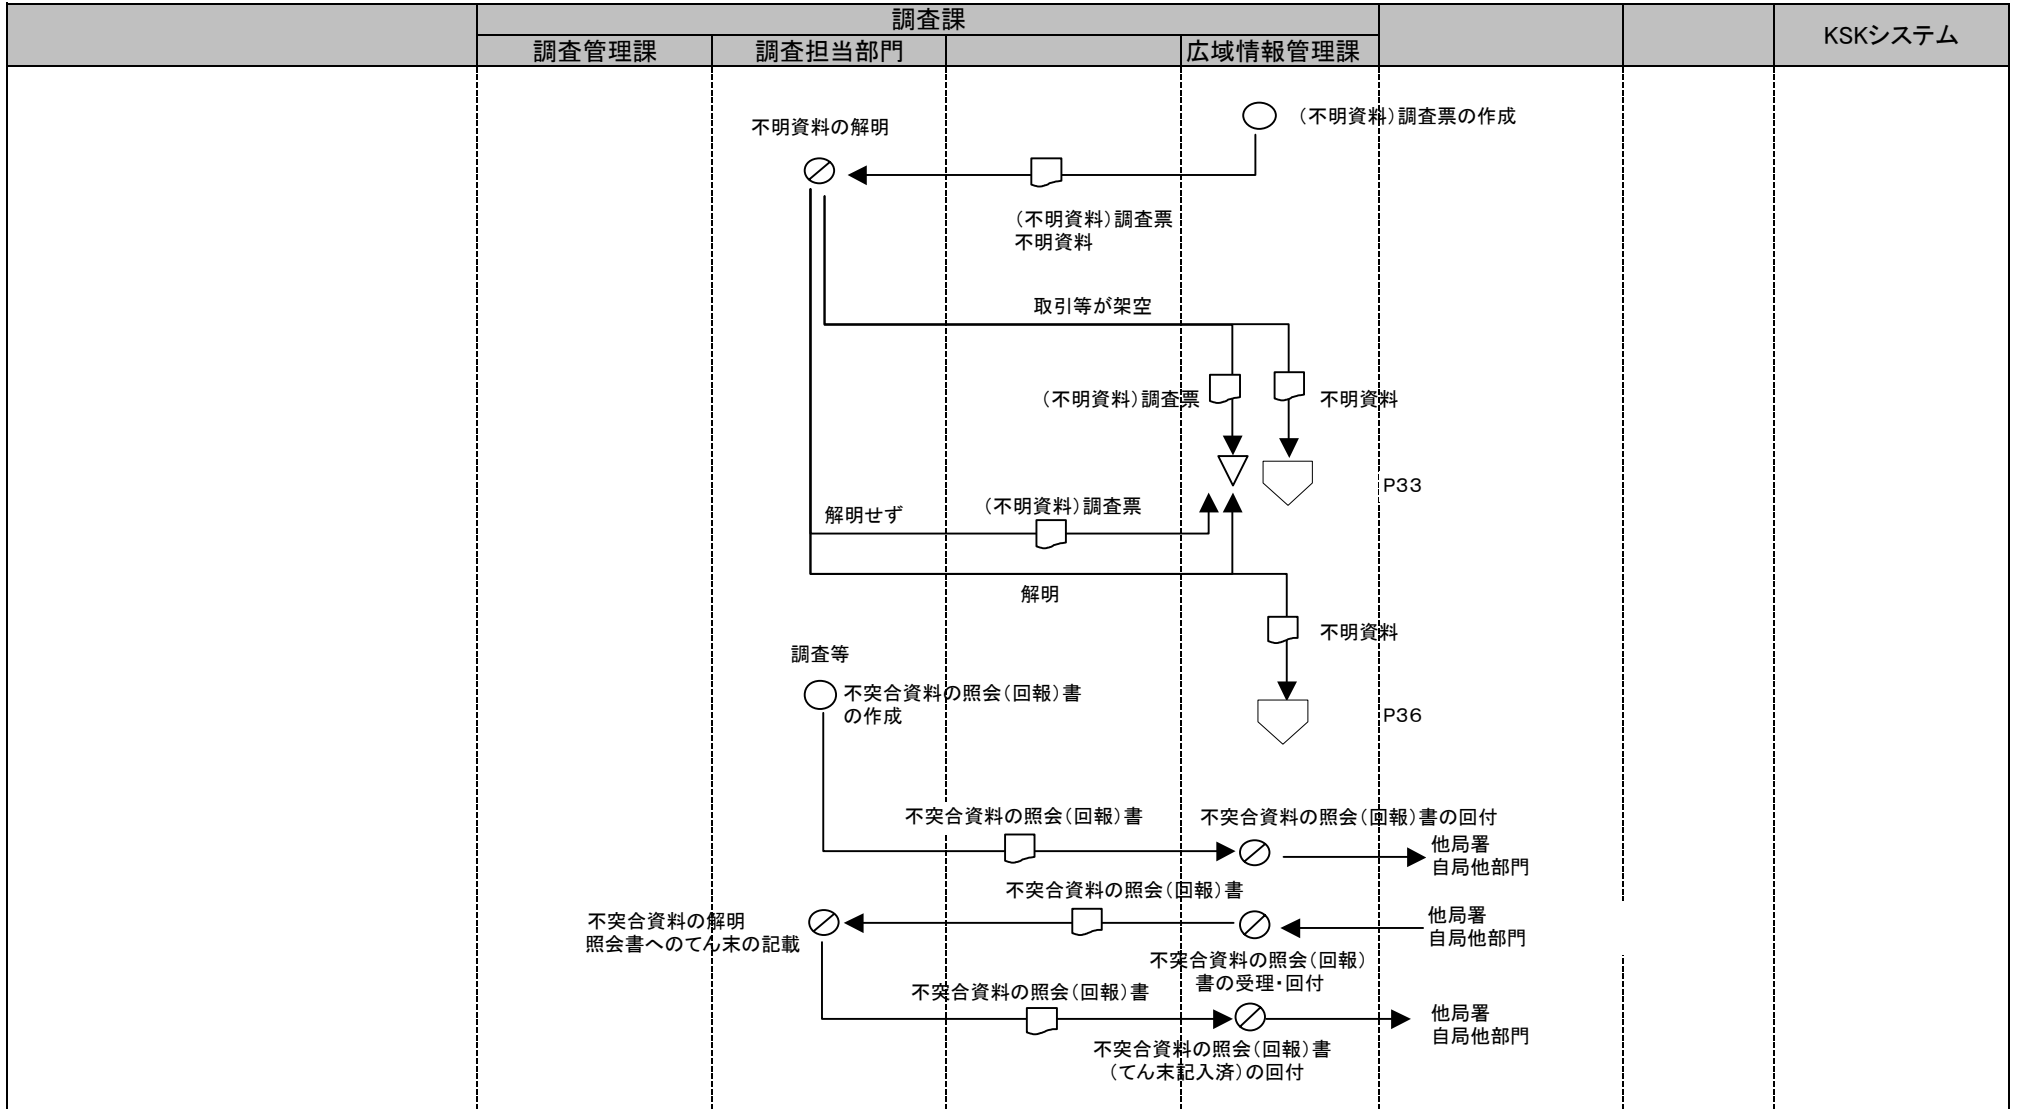 調査課
KSKシステム
調査管理課
調査担当部門
広域情報管理課
（不明資料）調査票の作成
不明資料の解明
（不明資料）調査票
不明資料
取引等が架空
（不明資料）調査票
不明資料
P33
（不明資料）調査票
解明せず
解明
不明資料
調査等
不突合資料の照会（回報）書
の作成
P36
不突合資料の照会（回報）書
不突合資料の照会（回報）書の回付
他局署
自局他部門
不突合資料の照会（回報）書
不突合資料の解明
照会書へのてん末の記載
他局署
自局他部門
不突合資料の照会（回報）
書の受理・回付
不突合資料の照会（回報）書
他局署
自局他部門
不突合資料の照会（回報）書
（てん末記入済）の回付